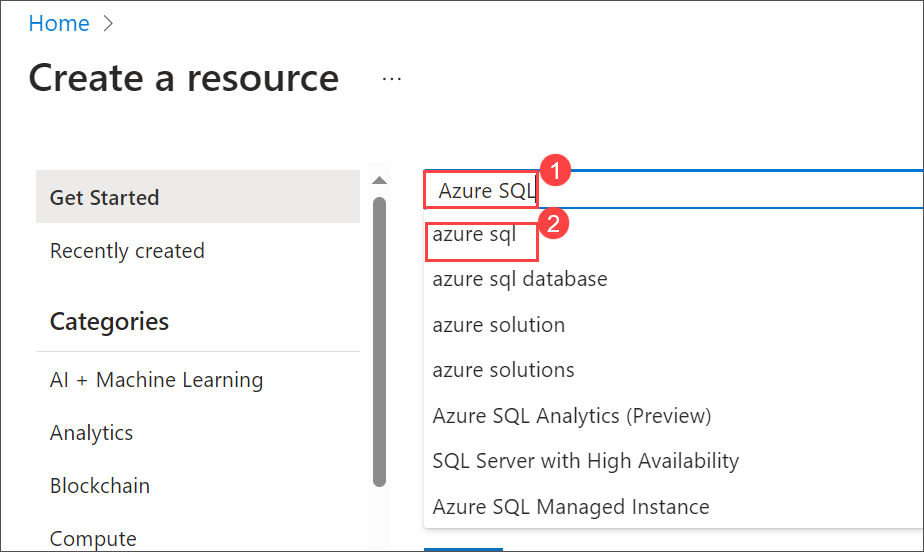 Home >
Create a resource ...
Get Started
Recently created
Categories
AI + Machine Learning
Analytics
Blockchain
Compute
Azure SQL 1
azure sql 2
azure sql database
azure solution
azure solutions
Azure SQL Analytics (Preview)
SQL Server with High Availability
Azure SQL Managed Instance